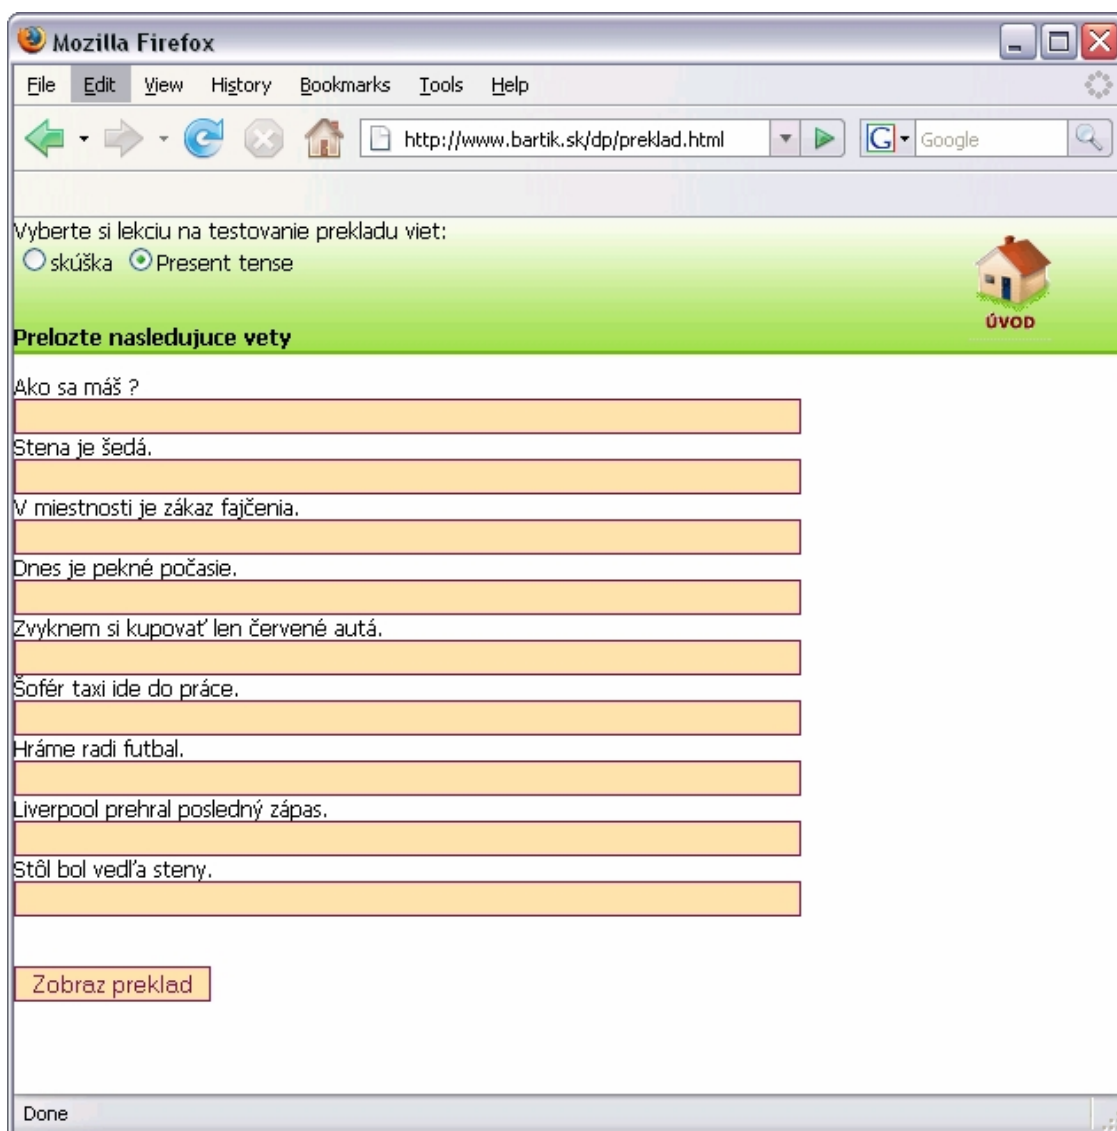 Mozilla Firefox
File Edit View History Bookmarks Tools Help
http://www.bartik.sk/dp/preklad.html G Google
Vyberte si lekciu na testovanie prekladu viet:
skúška Present tense
ÚVOD
Prelozte nasledujuce vety
Ako sa máš ?
Stena je šedá.
V miestnosti je zákaz fajčenia.
Dnes je pekné počasie.
Zvyknem si kupovať len červené autá.
Šofér taxi ide do práce.
Hráme radi futbal.
Liverpool prehral posledný zápas.
Stôl bol vedľa steny.
Zobraz preklad
Done